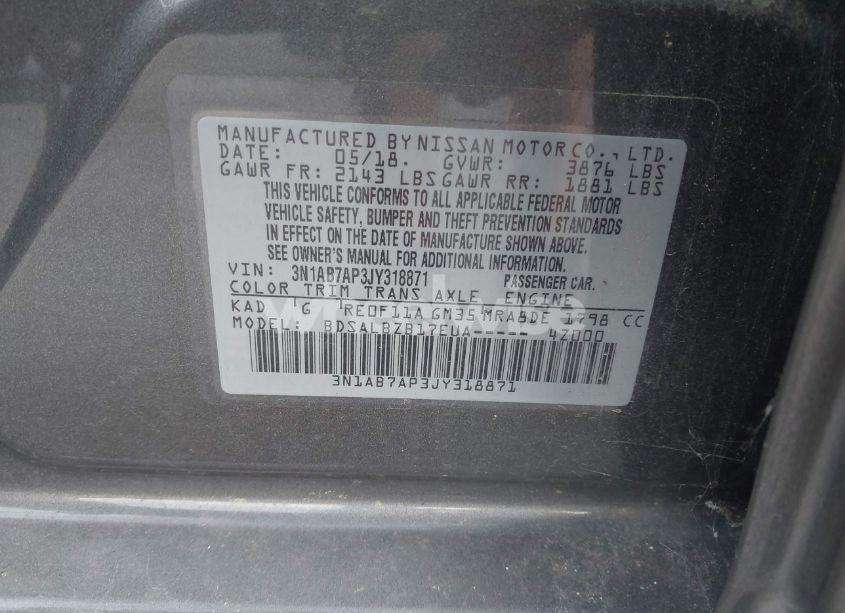 MANUFACTURED BY NISSAN MOTOR CO., LTD.
DATE: 05/18. GVWR: 3876 LBS
GAWR FR: 2143 LBS GAWR RR: 1881 LBS
THIS VEHICLE CONFORMS TO ALL APPLICABLE FEDERAL MOTOR
VEHICLE SAFETY, BUMPER AND THEFT PREVENTION STANDARDS
IN EFFECT ON THE DATE OF MANUFACTURE SHOWN ABOVE.
SEE OWNER'S MANUAL FOR ADDITIONAL INFORMATION.
VIN: 3N1AB7AP3JY318871 PASSENGER CAR.
COLOR TRIM TRANS AXLE ENGINE
KAD G RE0F11A GM35 MRA8DE 1798 CC
MODEL: BDSALBZB17EUA----- 4Z000
3N1AB7AP3JY318871